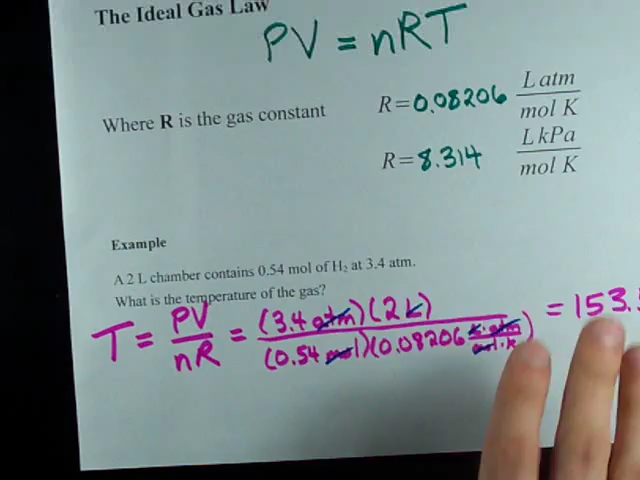 The Ideal Gas Law
PV = nRT
Where R is the gas constant
R = 0.08206 L atm / mol K
R = 8.314 L kPa / mol K
Example
A 2 L chamber contains 0.54 mol of H₂ at 3.4 atm.
What is the temperature of the gas?
T = PV / nR = (3.4 atm)(2 L) / (0.54 mol)(0.08206 L·atm / mol·K) = 153.